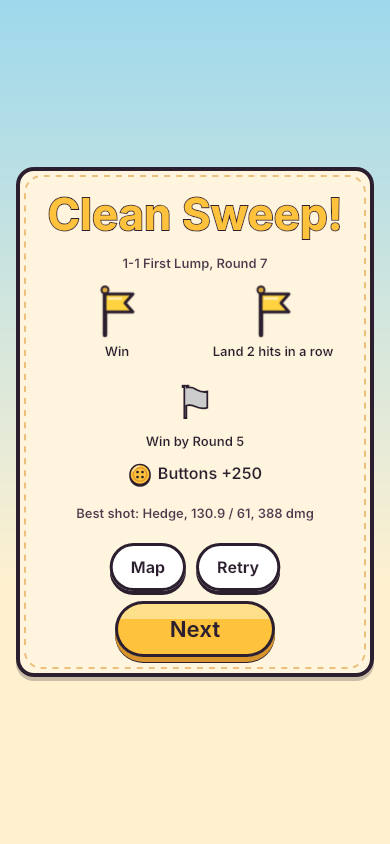 Clean Sweep!
1-1 First Lump, Round 7
Win
Land 2 hits in a row
Win by Round 5
Buttons +250
Best shot: Hedge, 130.9 / 61, 388 dmg
Map
Retry
Next